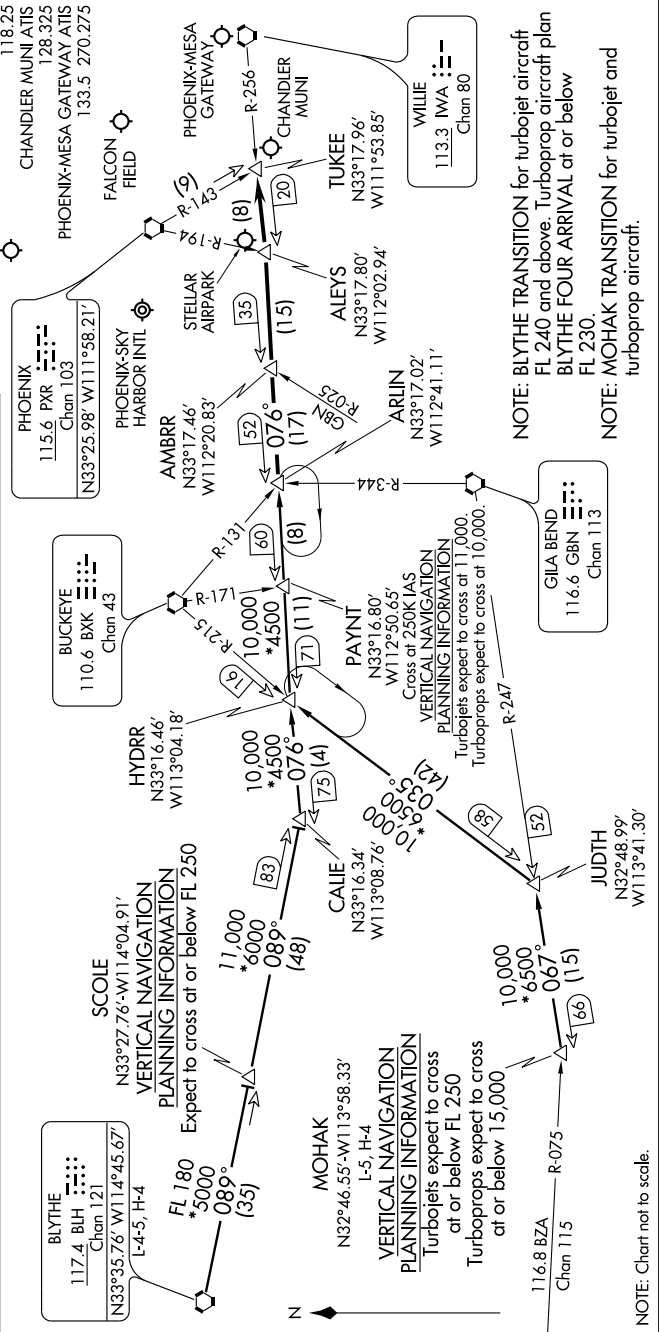 118.25
CHANDLER MUNI ATIS
128.325
PHOENIX-MESA GATEWAY ATIS
133.5 270.275
PHOENIX
115.6 PXR
Chan 103
N33°25.98' W111°58.21'
PHOENIX-SKY
HARBOR INTL
FALCON
FIELD
PHOENIX-MESA
GATEWAY
R-256
CHANDLER
MUNI
STELLAR
AIRPARK
R-194
R-143
(9)
(8)
20
TUKEE
N33°17.96'
W111°53.85'
WILLIE
113.3 IWA
Chan 80
ALEYS
N33°17.80'
W112°02.94'
35
(15)
AMBRR
N33°17.46'
W112°20.83'
GBN
R-025
52
076°
(17)
ARLIN
N33°17.02'
W112°41.11'
BUCKEYE
110.6 BXK
Chan 43
R-131
R-171
R-215
R-344
60
(8)
16
10,000
*4500
(11)
71
PAYNT
N33°16.80'
W112°50.65'
Cross at 250K IAS
VERTICAL NAVIGATION
PLANNING INFORMATION
Turbojets expect to cross at 11,000.
Turboprops expect to cross at 10,000.
GILA BEND
116.6 GBN
Chan 113
R-247
HYDRR
N33°16.46'
W113°04.18'
10,000
*4500
076°
(4)
75
CALIE
N33°16.34'
W113°08.76'
83
11,000
*6000
089°
(48)
SCOLE
N33°27.76'-W114°04.91'
VERTICAL NAVIGATION
PLANNING INFORMATION
Expect to cross at or below FL 250
BLYTHE
117.4 BLH
Chan 121
N33°35.76' W114°45.67'
L-4-5, H-4
FL 180
*5000
089°
(35)
10,000
*6500
035°
(42)
58
52
JUDTH
N32°48.99'
W113°41.30'
10,000
*6500
067°
(15)
66
MOHAK
N32°46.55'-W113°58.33'
L-5, H-4
VERTICAL NAVIGATION
PLANNING INFORMATION
Turbojets expect to cross
at or below FL 250
Turboprops expect to cross
at or below 15,000
R-075
116.8 BZA
Chan 115
N
NOTE: BLYTHE TRANSITION for turbojet aircraft
FL 240 and above. Turboprop aircraft plan
BLYTHE FOUR ARRIVAL at or below
FL 230.
NOTE: MOHAK TRANSITION for turbojet and
turboprop aircraft.
NOTE: Chart not to scale.